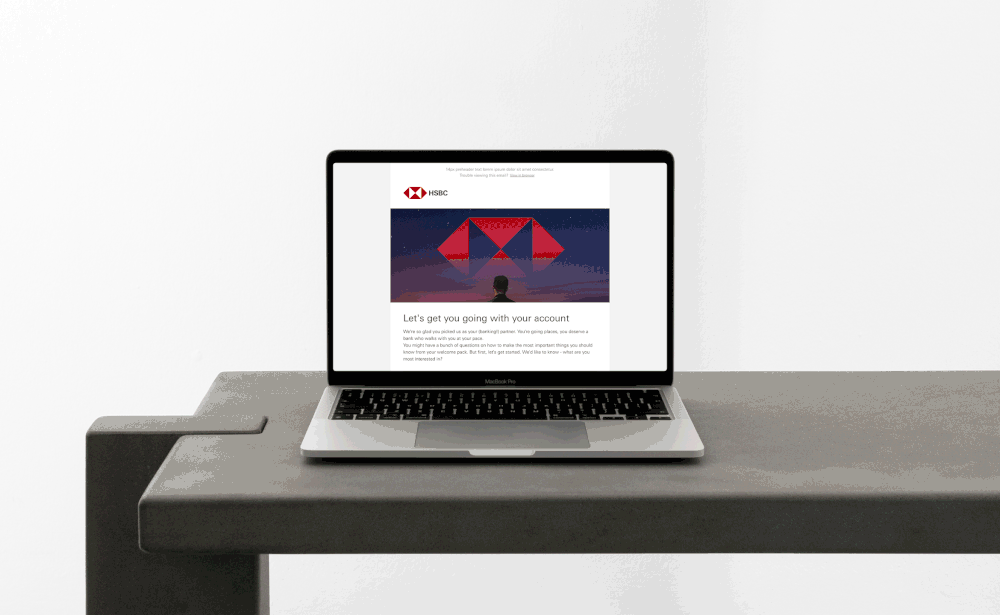 Trouble viewing this email? View in browser
HSBC
Let's get you going with your account
We're so glad you picked us as your (banking!) partner. You're going places, you deserve a
bank who walks with you at your pace.
You might have a bunch of questions on how to make the most important things you should
know from your welcome pack. But first, let's get started. We'd like to know - what are you
most interested in?
MacBook Pro